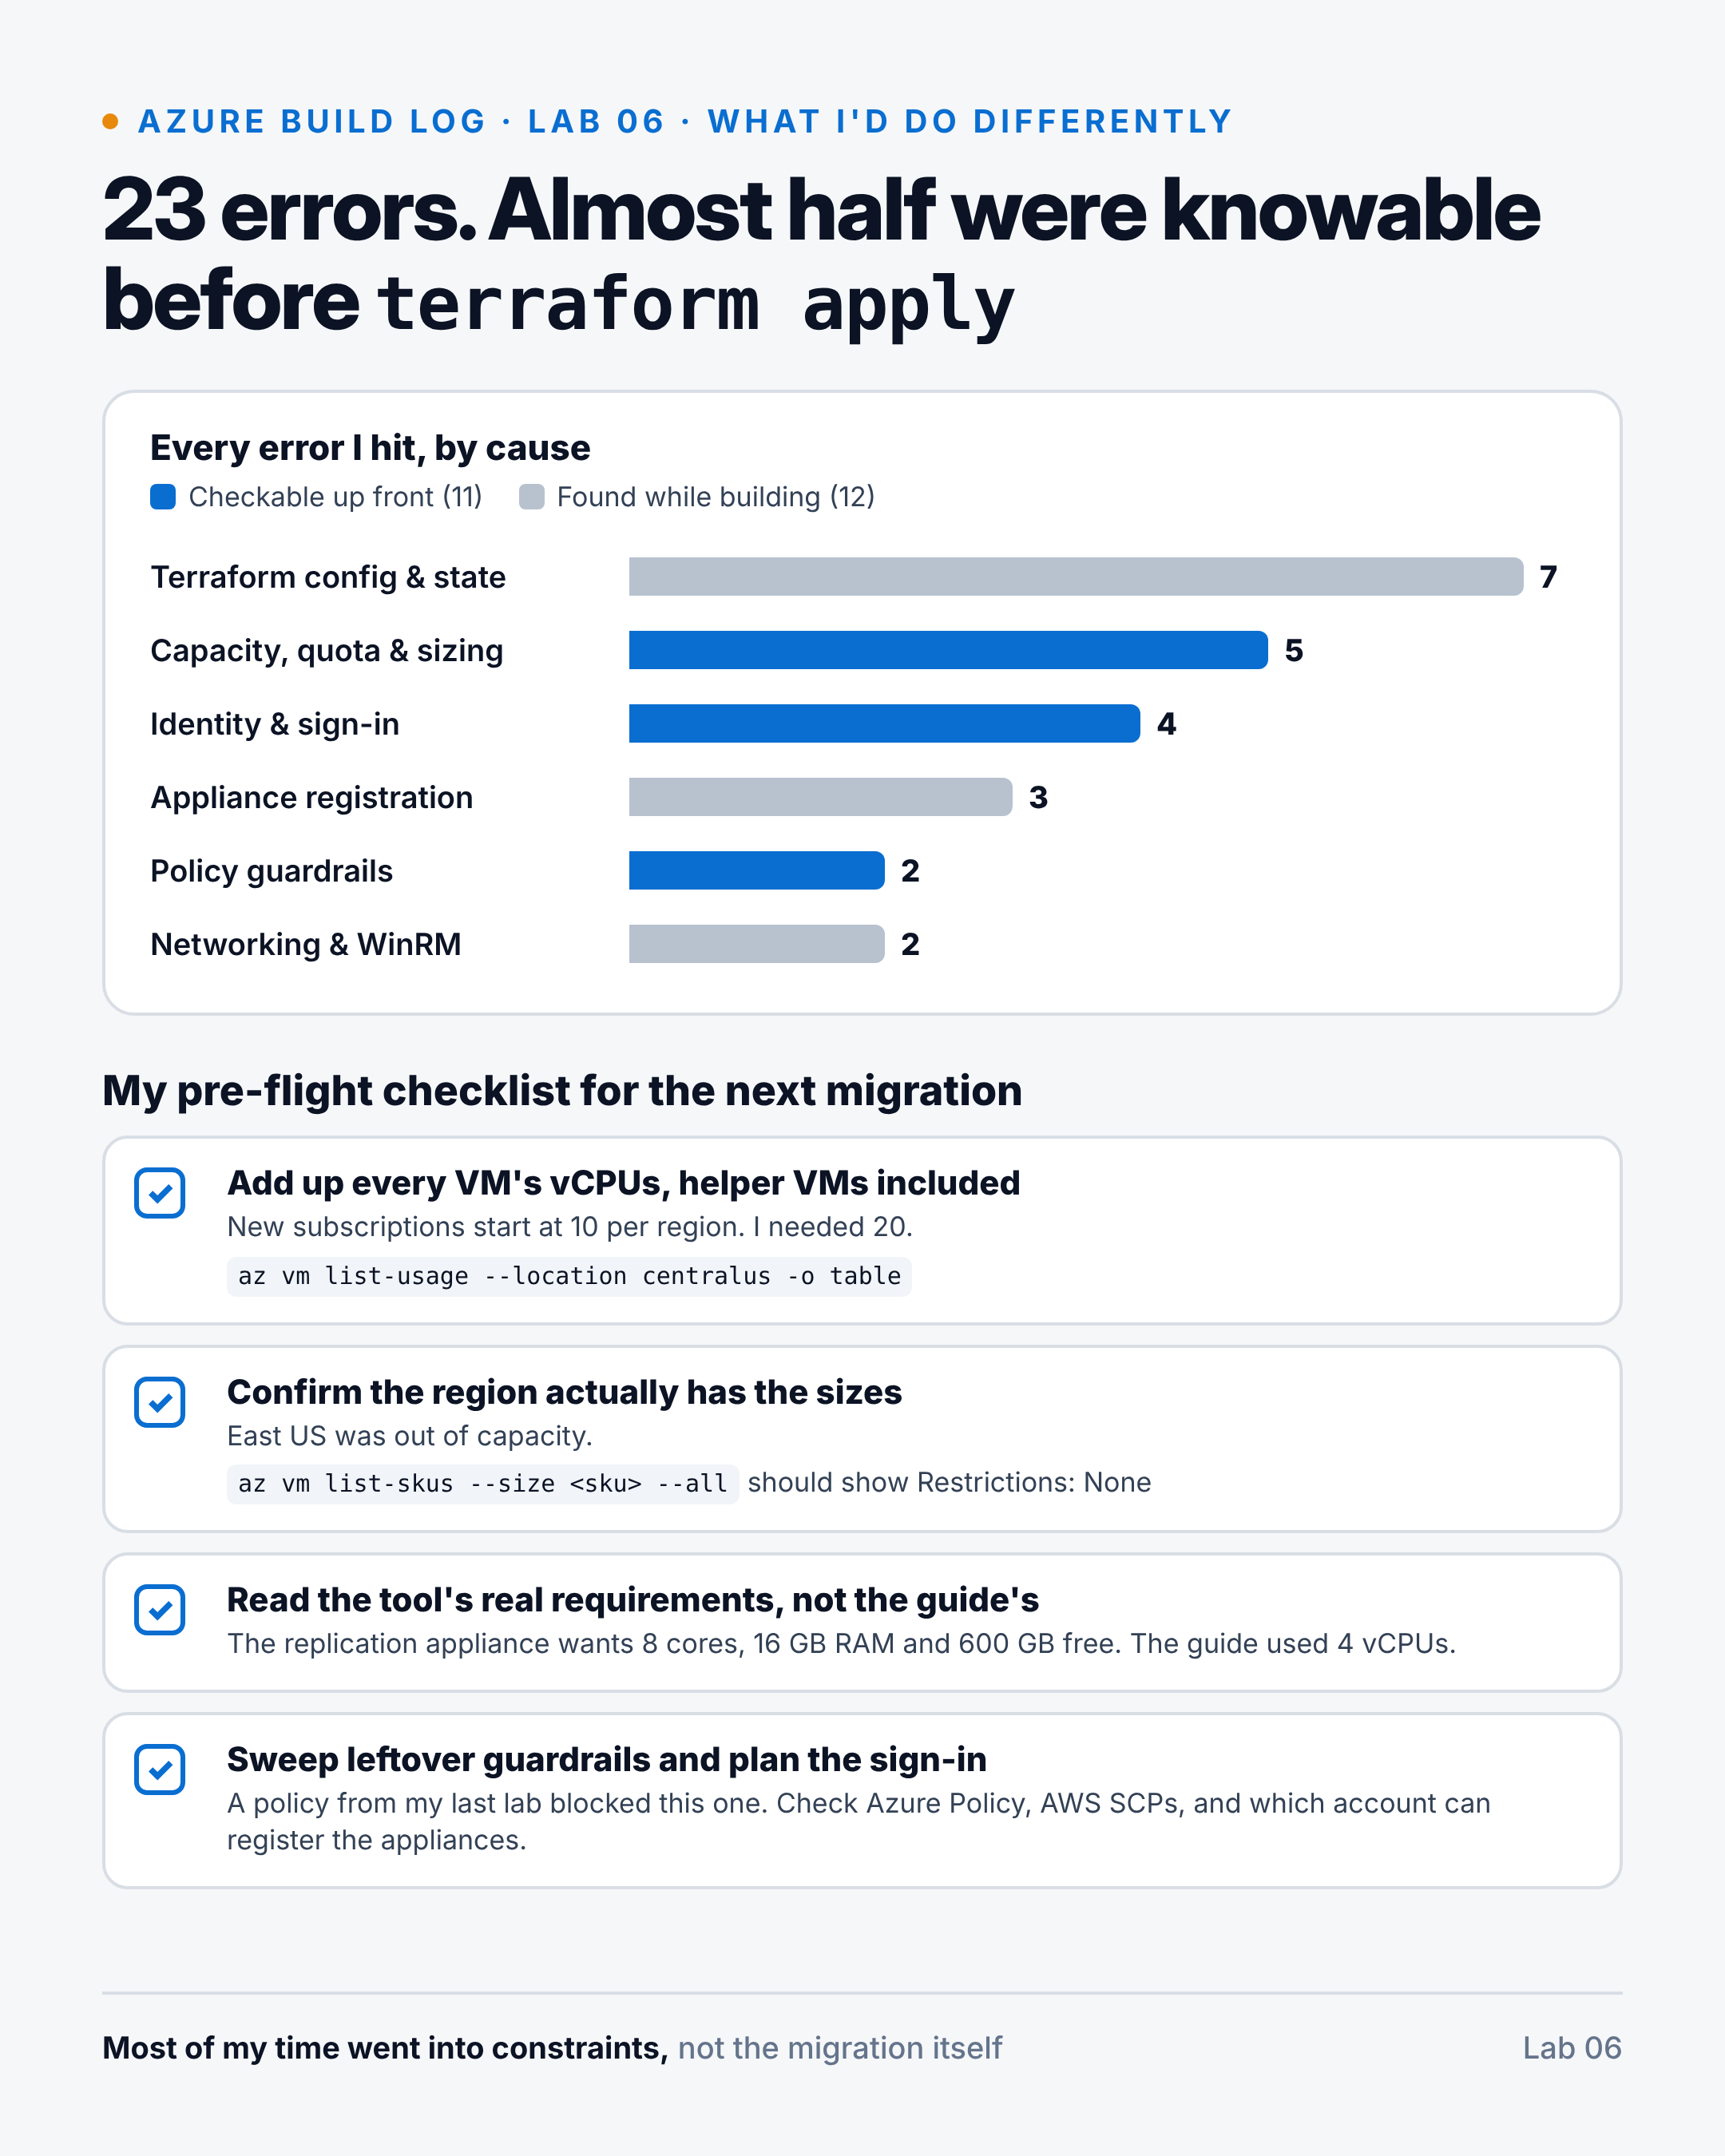 AZURE BUILD LOG · LAB 06 · WHAT I'D DO DIFFERENTLY
23 errors. Almost half were knowable
before terraform apply
Every error I hit, by cause
Checkable up front (11) Found while building (12)
Terraform config & state 7
Capacity, quota & sizing 5
Identity & sign-in 4
Appliance registration 3
Policy guardrails 2
Networking & WinRM 2
My pre-flight checklist for the next migration
Add up every VM's vCPUs, helper VMs included
New subscriptions start at 10 per region. I needed 20.
az vm list-usage --location centralus -o table
Confirm the region actually has the sizes
East US was out of capacity.
az vm list-skus --size <sku> --all should show Restrictions: None
Read the tool's real requirements, not the guide's
The replication appliance wants 8 cores, 16 GB RAM and 600 GB free. The guide used 4 vCPUs.
Sweep leftover guardrails and plan the sign-in
A policy from my last lab blocked this one. Check Azure Policy, AWS SCPs, and which account can
register the appliances.
Most of my time went into constraints, not the migration itself Lab 06